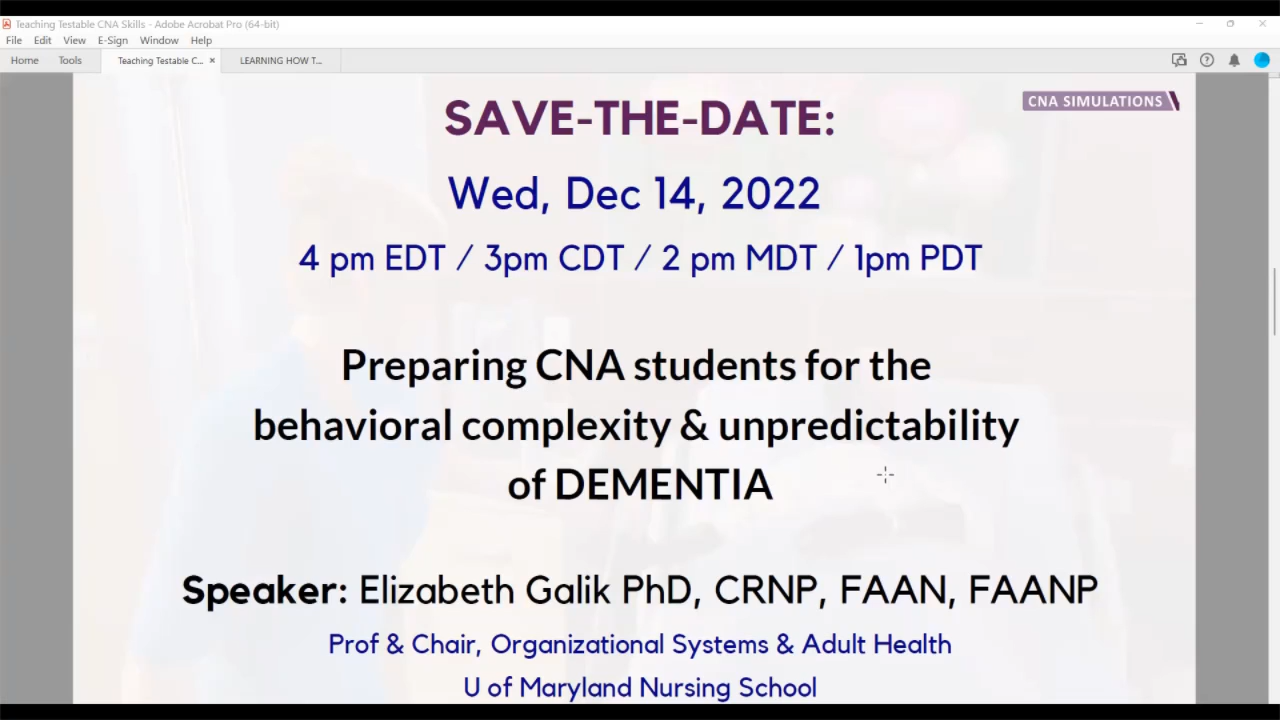 Teaching Testable CNA Skills - Adobe Acrobat Pro (64-bit)
File Edit View E-Sign Window Help
Home Tools Teaching Testable C... × LEARNING HOW T...
CNA SIMULATIONS
SAVE-THE-DATE:
Wed, Dec 14, 2022
4 pm EDT / 3pm CDT / 2 pm MDT / 1pm PDT
Preparing CNA students for the
behavioral complexity & unpredictability
of DEMENTIA
Speaker: Elizabeth Galik PhD, CRNP, FAAN, FAANP
Prof & Chair, Organizational Systems & Adult Health
U of Maryland Nursing School